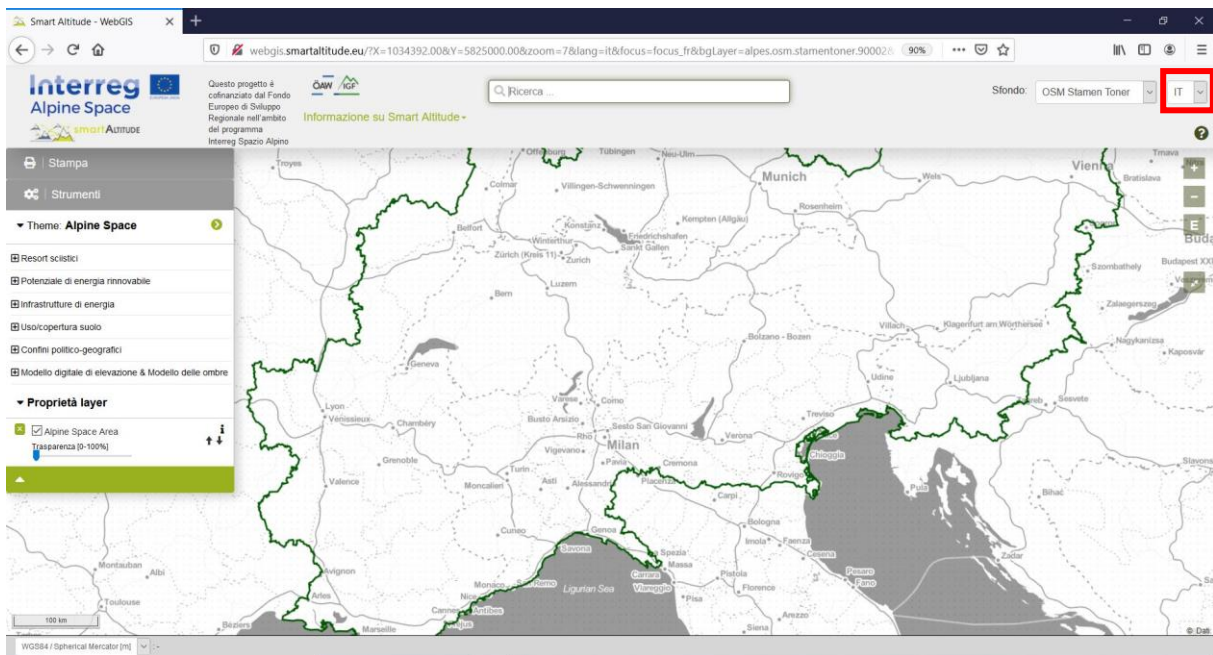 Smart Altitude - WebGIS
webgis.smartaltitude.eu/?X=1034392.00&Y=5825000.00&zoom=7&lang=it&focus=focus_fr&bgLayer=alpes.osm.stamentoner.90002
90%
Interreg
Alpine Space
smartALTITUDE
Questo progetto è
cofinanziato dal Fondo
Europeo di Sviluppo
Regionale nell'ambito
del programma
Interreg Spazio Alpino
ÖAW IGF
Informazione su Smart Altitude
Ricerca ...
Sfondo: OSM Stamen Toner
IT
?
Stampa
Strumenti
Theme: Alpine Space
Resort sciistici
Potenziale di energia rinnovabile
Infrastrutture di energia
Uso/copertura suolo
Confini politico-geografici
Modello digitale di elevazione & Modello delle ombre
Proprietà layer
Alpine Space Area
i
Trasparenza [0-100%]
+
-
E
Troyes
Offenburg
Tübingen
Neu-Ulm
Munich
Wels
Vienna
Trnava
Bratislava
Colmar
Villingen-Schwenningen
Rosenheim
Belfort
Konstanz
Kempten (Allgäu)
Friedrichshafen
Winterthur
Sankt Gallen
Zürich (Kreis 11)
Zurich
Luzern
Bern
Szombathely
Budapest XXI
Zalaegerszeg
Villach
Klagenfurt am Wörthersee
Bolzano - Bozen
Nagykanizsa
Kaposvár
Geneva
Udine
Ljubljana
Lyon
Vénissieux
Chambéry
Varese
Como
Busto Arsizio
Sesto San Giovanni
Treviso
Sesvete
Rho
Milan
Verona
Vigevano
Chioggia
Grenoble
Pavia
Cremona
Rovigo
Turin
Piacenza
Valence
Moncalieri
Asti
Carpi
Pula
Bihać
Bologna
Cuneo
Genoa
Imola
Faenza
Savona
Cesena
Zadar
Massa
Montauban
Albi
Avignon
Carrara
Pistoia
Pesaro
Fano
Monaco
Remo
Ligurian Sea
Viareggio
Florence
Arles
Nice
Pisa
Toulouse
Antibes
Arezzo
Béziers
Marseille
Siena
100 km
© Dati
WGS84 / Spherical Mercator [m]